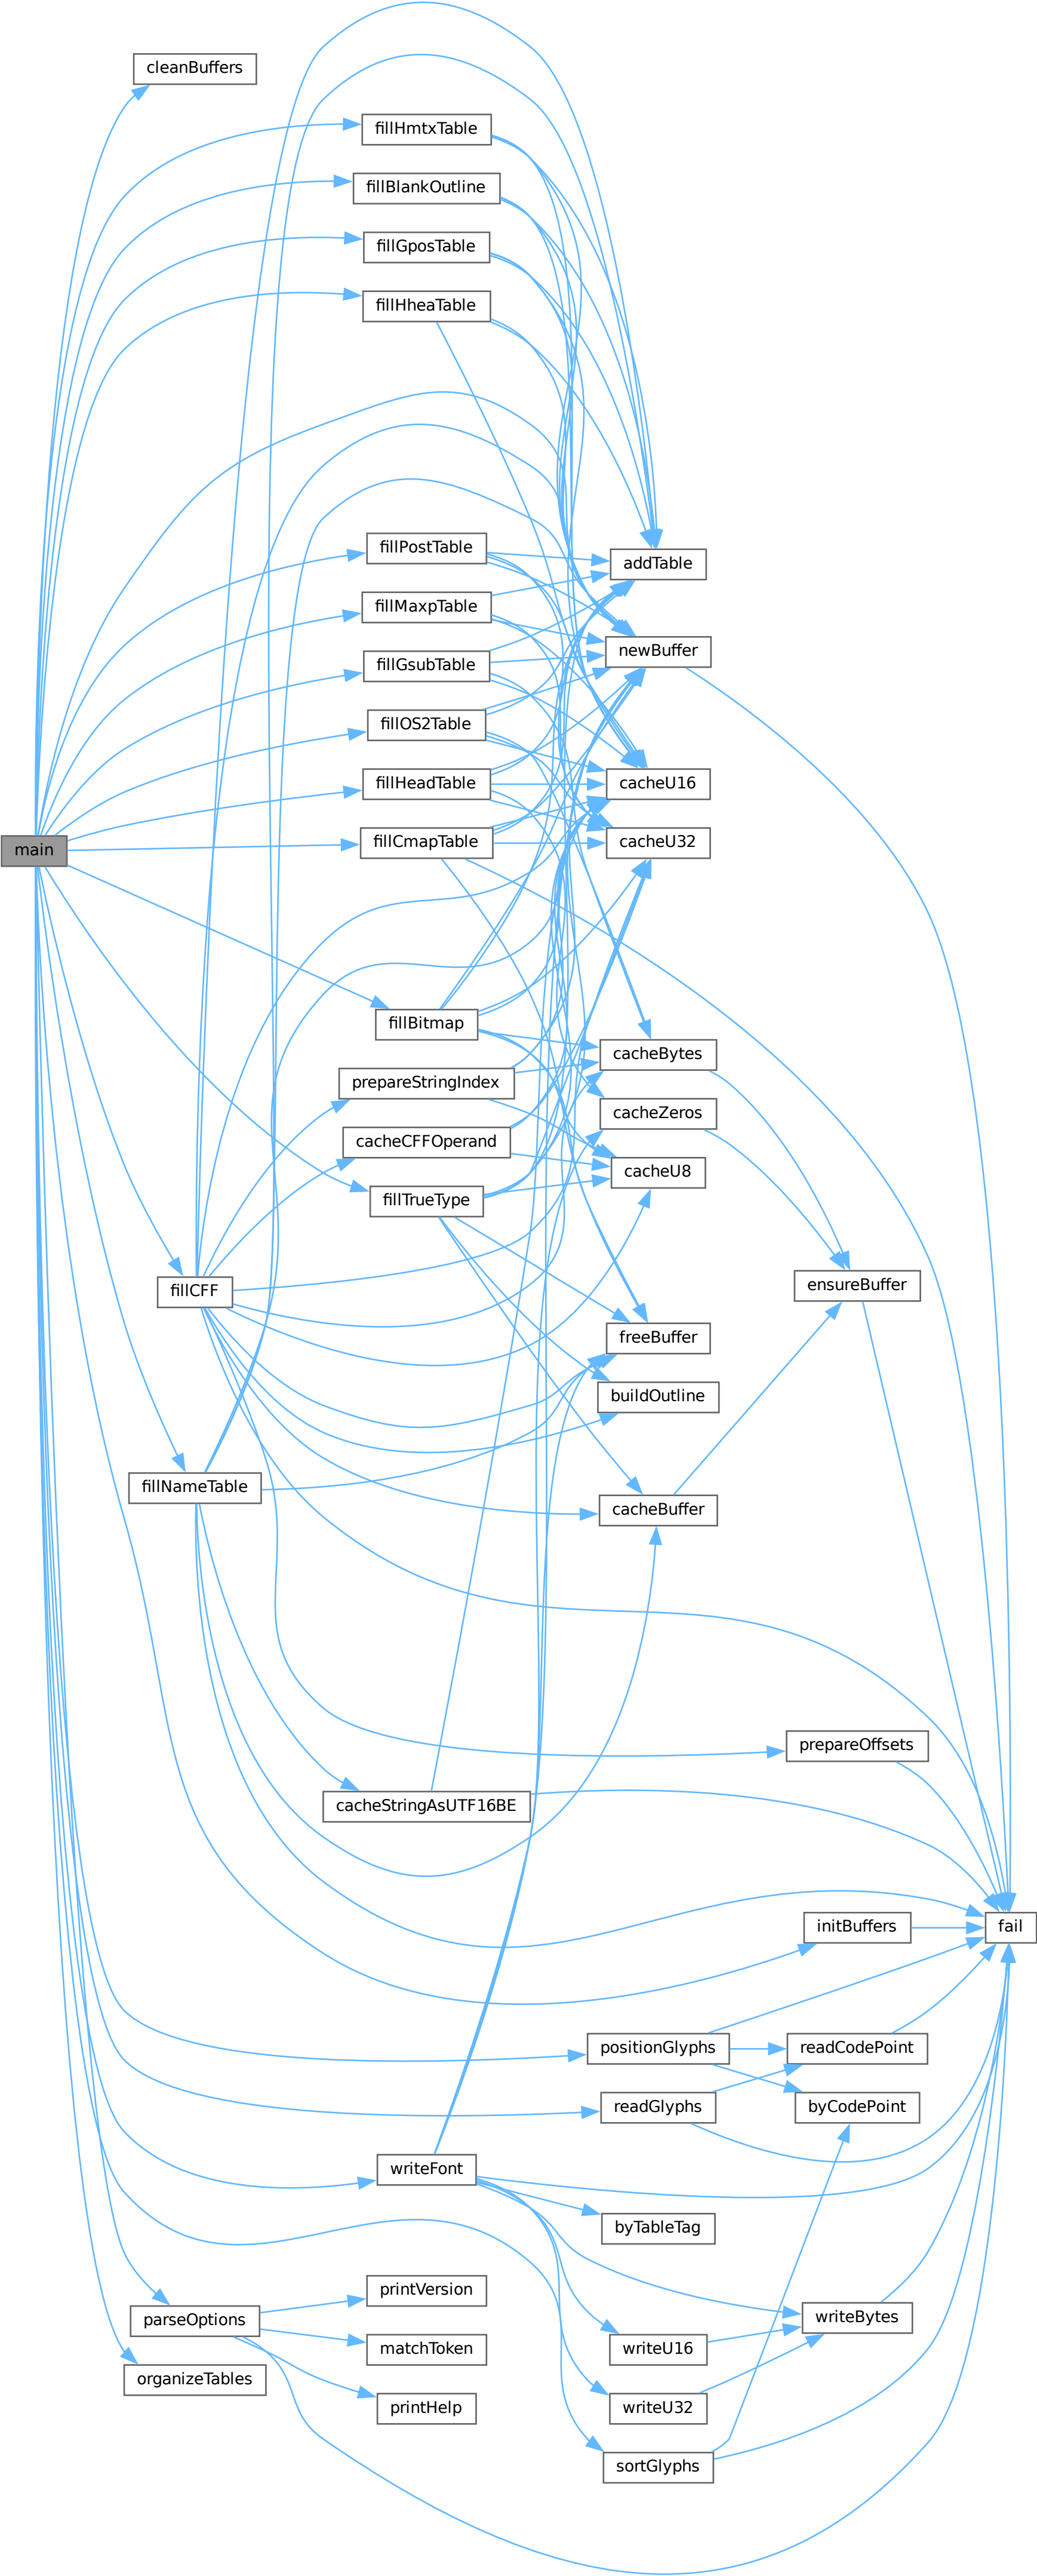 cleanBuffers
fillHmtxTable
fillBlankOutline
fillGposTable
fillHheaTable
fillPostTable
addTable
fillMaxpTable
newBuffer
fillGsubTable
fillOS2Table
fillHeadTable
cacheU16
main
fillCmapTable
cacheU32
fillBitmap
cacheBytes
prepareStringIndex
cacheZeros
cacheCFFOperand
cacheU8
fillTrueType
fillCFF
ensureBuffer
freeBuffer
buildOutline
fillNameTable
cacheBuffer
prepareOffsets
cacheStringAsUTF16BE
initBuffers
fail
positionGlyphs
readCodePoint
readGlyphs
byCodePoint
writeFont
byTableTag
printVersion
parseOptions
writeBytes
matchToken
writeU16
organizeTables
printHelp
writeU32
sortGlyphs